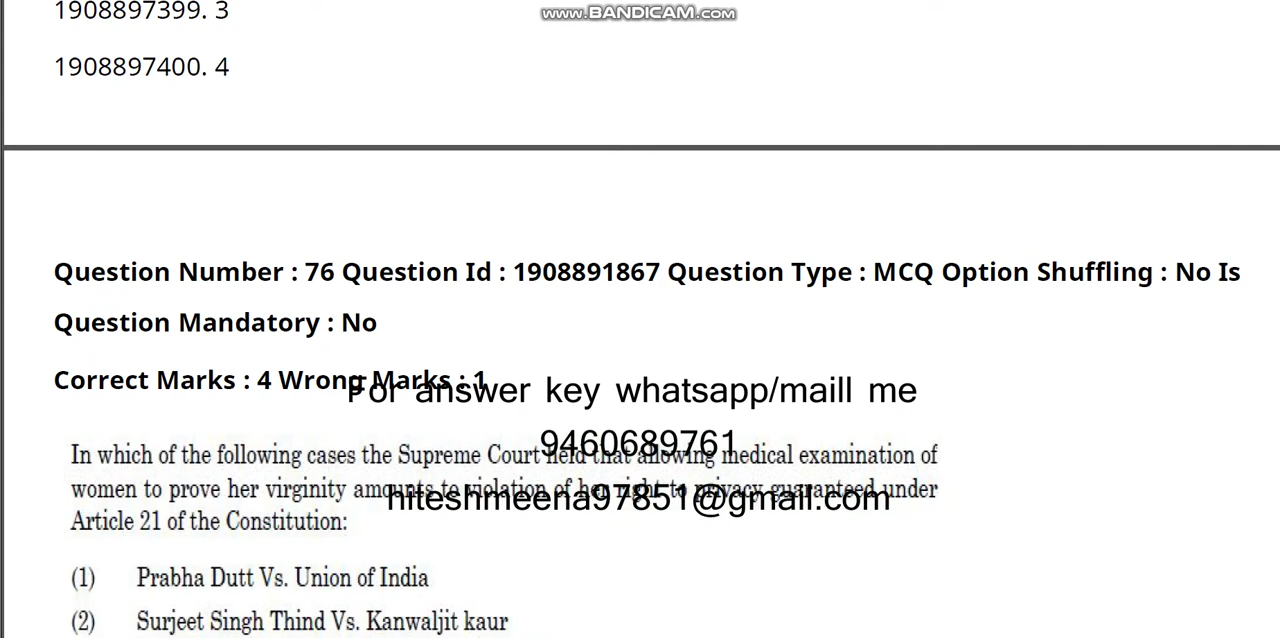 1908897399. 3
www.BANDICAM.com
1908897400. 4
Question Number : 76 Question Id : 1908891867 Question Type : MCQ Option Shuffling : No Is
Question Mandatory : No
Correct Marks : 4 Wrong Marks : 1
For answer key whatsapp/maill me
9460689761
In which of the following cases the Supreme Court held that allowing medical examination of
women to prove her virginity amounts to violation of her right to privacy guaranteed under
hiteshmeena97851@gmail.com
Article 21 of the Constitution:
(1) Prabha Dutt Vs. Union of India
(2) Surjeet Singh Thind Vs. Kanwaljit kaur